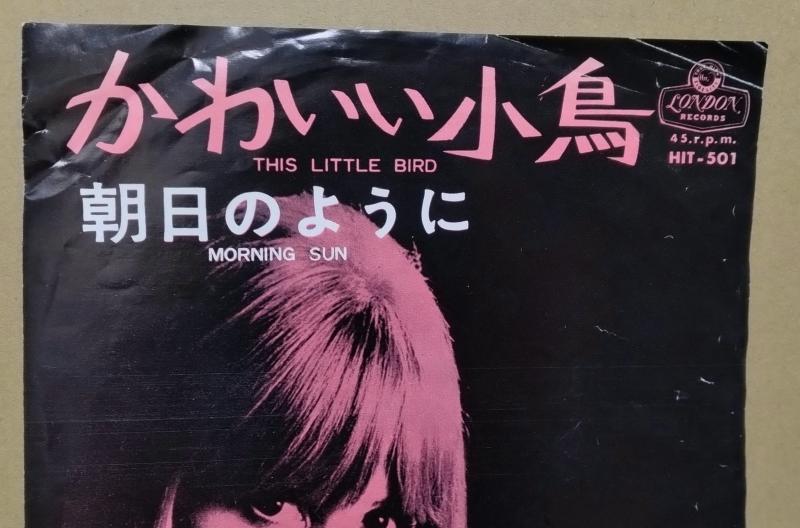 かわいい小鳥
THIS LITTLE BIRD
朝日のように
MORNING SUN
LONDON
RECORDS
45.r.p.m.
HIT-501